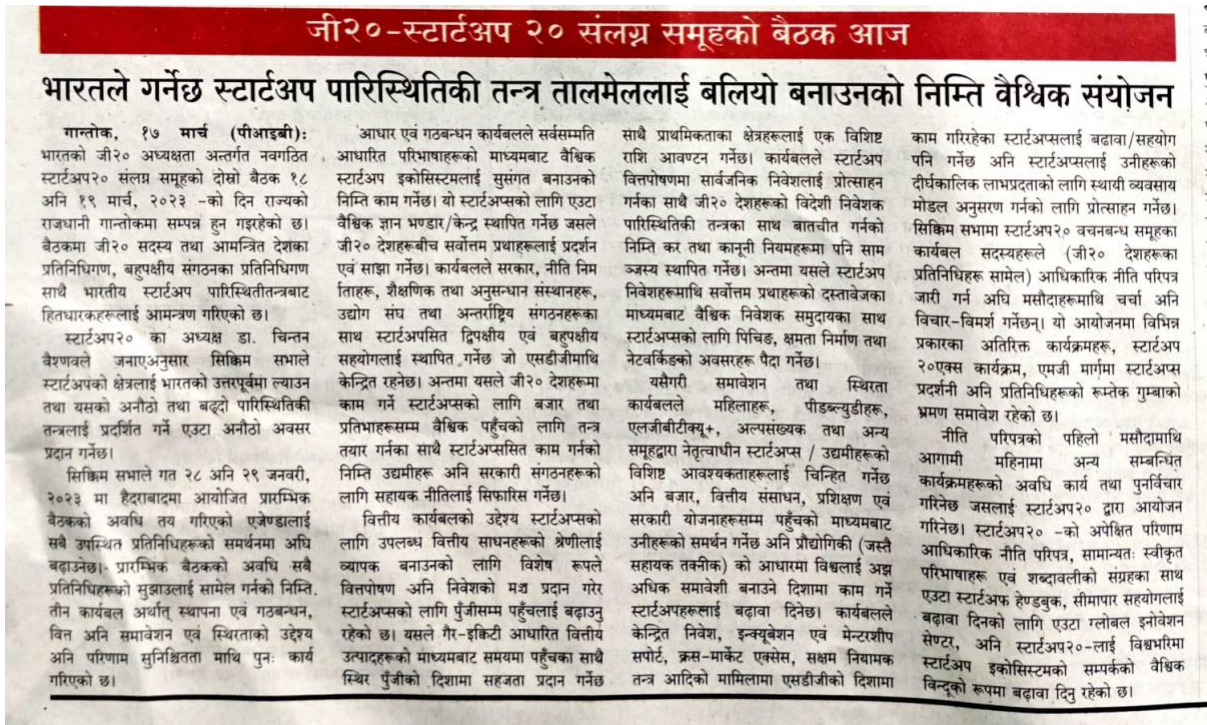 जी२०-स्टार्टअप २० संलग्न समूहको बैठक आज
भारतले गर्नेछ स्टार्टअप पारिस्थितिकी तन्त्र तालमेललाई बलियो बनाउनको निम्ति वैश्विक संयोजन
गान्तोक, १७ मार्च (पीआइबी):
भारतको जी२० अध्यक्षता अन्तर्गत नवगठित
स्टार्टअप२० संलग्न समूहको दोस्रो बैठक १८
अनि १९ मार्च, २०२३ -को दिन राज्यको
राजधानी गान्तोकमा सम्पन्न हुन गइरहेको छ।
बैठकमा जी२० सदस्य तथा आमन्त्रित देशका
प्रतिनिधिगण, बहुपक्षीय संगठनका प्रतिनिधिगण
साथै भारतीय स्टार्टअप पारिस्थितीतन्त्रबाट
हितधारकहरूलाई आमन्त्रण गरिएको छ।
स्टार्टअप२० का अध्यक्ष डा. चिन्तन
वैष्णवले जनाएअनुसार सिक्किम सभाले
स्टार्टअपको क्षेत्रलाई भारतको उत्तरपूर्वमा ल्याउन
तथा यसको अनौठो तथा बढ्दो पारिस्थितिकी
तन्त्रलाई प्रदर्शित गर्ने एउटा अनौठो अवसर
प्रदान गर्नेछ।
सिक्किम सभाले गत २८ अनि २९ जनवरी,
२०२३ मा हैदराबादमा आयोजित प्रारम्भिक
बैठकको अवधि तय गरिएको एजेण्डालाई
सबै उपस्थित प्रतिनिधिहरूको समर्थनमा अघि
बढाउनेछ। प्रारम्भिक बैठकको अवधि सबै
प्रतिनिधिहरूको सुझाउलाई सामेल गर्नको निम्ति
तीन कार्यबल अर्थात् स्थापना एवं गठबन्धन,
वित्त अनि समावेशन एवं स्थिरताको उद्देश्य
अनि परिणाम सुनिश्चितता माथि पुनः कार्य
गरिएको छ।
आधार एवं गठबन्धन कार्यबलले सर्वसम्मति
आधारित परिभाषाहरूको माध्यमबाट वैश्विक
स्टार्टअप इकोसिस्टमलाई सुसंगत बनाउनको
निम्ति काम गर्नेछ। यो स्टार्टअप्सको लागि एउटा
वैश्विक ज्ञान भण्डार/केन्द्र स्थापित गर्नेछ जसले
जी२० देशहरूबीच सर्वोत्तम प्रथाहरूलाई प्रदर्शन
एवं साझा गर्नेछ। कार्यबलले सरकार, नीति निम
र्ताहरू, शैक्षणिक तथा अनुसन्धान संस्थानहरू,
उद्योग संघ तथा अन्तर्राष्ट्रिय संगठनहरूका
साथ स्टार्टअपसित द्विपक्षीय एवं बहुपक्षीय
सहयोगलाई स्थापित गर्नेछ जो एसडीजीमाथि
केन्द्रित रहनेछ। अन्तमा यसले जी२० देशहरूमा
काम गर्ने स्टार्टअप्सको लागि बजार तथा
प्रतिभाहरूसम्म वैश्विक पहुँचको लागि तन्त्र
तयार गर्नका साथै स्टार्टअप्ससित काम गर्नको
निम्ति उद्यमीहरू अनि सरकारी संगठनहरूको
लागि सहायक नीतिलाई सिफारिस गर्नेछ।
वित्तीय कार्यबलको उद्देश्य स्टार्टअप्सको
लागि उपलब्ध वित्तीय साधनहरूको श्रेणीलाई
व्यापक बनाउनको लागि विशेष रूपले
वित्तपोषण अनि निवेशको मञ्च प्रदान गरेर
स्टार्टअप्सको लागि पुँजीसम्म पहुँचलाई बढाउनु
रहेको छ। यसले गैर-इक्विटी आधारित वित्तीय
उत्पादहरूको माध्यमबाट समयमा पहुँचका साथै
स्थिर पुँजीको दिशामा सहजता प्रदान गर्नेछ
साथै प्राथमिकताका क्षेत्रहरूलाई एक विशिष्ट
राशि आवण्टन गर्नेछ। कार्यबलले स्टार्टअप
वित्तपोषणमा सार्वजनिक निवेशलाई प्रोत्साहन
गर्नका साथै जी२० देशहरूको विदेशी निवेशक
पारिस्थितिकी तन्त्रका साथ बातचीत गर्नको
निम्ति कर तथा कानूनी नियमहरूमा पनि साम
ञ्जस्य स्थापित गर्नेछ। अन्तमा यसले स्टार्टअप
निवेशहरूमाथि सर्वोत्तम प्रथाहरूको दस्तावेजका
माध्यमबाट वैश्विक निवेशक समुदायका साथ
स्टार्टअप्सको लागि पिचिङ, क्षमता निर्माण तथा
नेटवर्किङको अवसरहरू पैदा गर्नेछ।
यसैगरी समावेशन तथा स्थिरता
कार्यबलले महिलाहरू, पीडब्ल्युडीहरू,
एलजीबीटीक्यू+, अल्पसंख्यक तथा अन्य
समूहद्वारा नेतृत्वाधीन स्टार्टअप्स / उद्यमीहरूको
विशिष्ट आवश्यकताहरूलाई चिन्हित गर्नेछ
अनि बजार, वित्तीय संसाधन, प्रशिक्षण एवं
सरकारी योजनाहरूसम्म पहुँचको माध्यमबाट
उनीहरूको समर्थन गर्नेछ अनि प्रौद्योगिकी (जस्तै
सहायक तक्नीक) को आधारमा विश्वलाई अझ
अधिक समावेशी बनाउने दिशामा काम गर्ने
स्टार्टअपहरूलाई बढावा दिनेछ। कार्यबलले
केन्द्रित निवेश, इन्क्यूबेशन एवं मेन्टरशीप
सपोर्ट, क्रस-मार्केट एक्सेस, सक्षम नियामक
तन्त्र आदिको मामिलामा एसडीजीको दिशामा
काम गरिरहेका स्टार्टअप्सलाई बढावा/सहयोग
पनि गर्नेछ अनि स्टार्टअप्सलाई उनीहरूको
दीर्घकालिक लाभप्रदताको लागि स्थायी व्यवसाय
मोडल अनुसरण गर्नको लागि प्रोत्साहन गर्नेछ।
सिक्किम सभामा स्टार्टअप२० वचनबन्ध समूहका
कार्यबल सदस्यहरूले (जी२० देशहरूका
प्रतिनिधिहरू सामेल) आधिकारिक नीति परिपत्र
जारी गर्न अघि मसौदाहरूमाथि चर्चा अनि
विचार-विमर्श गर्नेछन्। यो आयोजनमा विभिन्न
प्रकारका अतिरिक्त कार्यक्रमहरू, स्टार्टअप
२०एक्स कार्यक्रम, एमजी मार्गमा स्टार्टअप्स
प्रदर्शनी अनि प्रतिनिधिहरूको रूम्तेक गुम्बाको
भ्रमण समावेश रहेको छ।
नीति परिपत्रको पहिलो मसौदामाथि
आगामी महिनामा अन्य सम्बन्धित
कार्यक्रमहरूको अवधि कार्य तथा पुनर्विचार
गरिनेछ जसलाई स्टार्टअप२० द्वारा आयोजन
गरिनेछ। स्टार्टअप२० -को अपेक्षित परिणाम
आधिकारिक नीति परिपत्र, सामान्यतः स्वीकृत
परिभाषाहरू एवं शब्दावलीको संग्रहका साथ
एउटा स्टार्टअफ हेण्डबुक, सीमापार सहयोगलाई
बढावा दिनको लागि एउटा ग्लोबल इनोवेशन
सेण्टर, अनि स्टार्टअप२०-लाई विश्वभरिमा
स्टार्टअप इकोसिस्टमको सम्पर्कको वैश्विक
विन्दूको रूपमा बढावा दिनु रहेको छ।